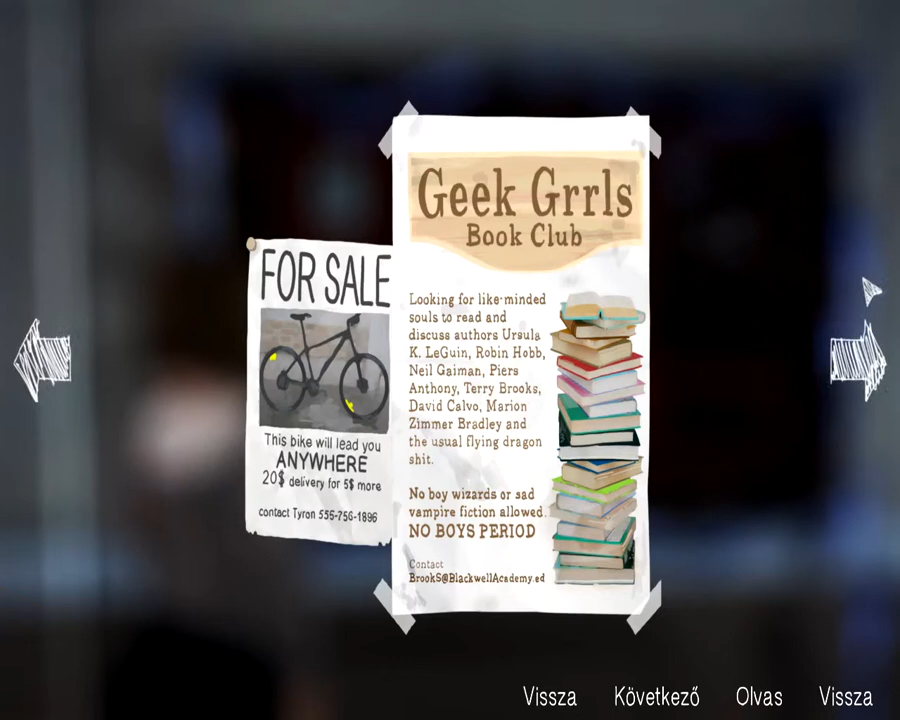 FOR SALE
This bike will lead you
ANYWHERE
20$ delivery for 5$ more
contact Tyron 555-756-1896
Geek Grrls
Book Club
Looking for like-minded
souls to read and
discuss authors Ursula
K. LeGuin, Robin Hobb,
Neil Gaiman, Piers
Anthony, Terry Brooks,
David Calvo, Marion
Zimmer Bradley and
the usual flying dragon
shit.
No boy wizards or sad
vampire fiction allowed.
NO BOYS PERIOD
Contact
BrookS@BlackwellAcademy.ed
Vissza
Következő
Olvas
Vissza